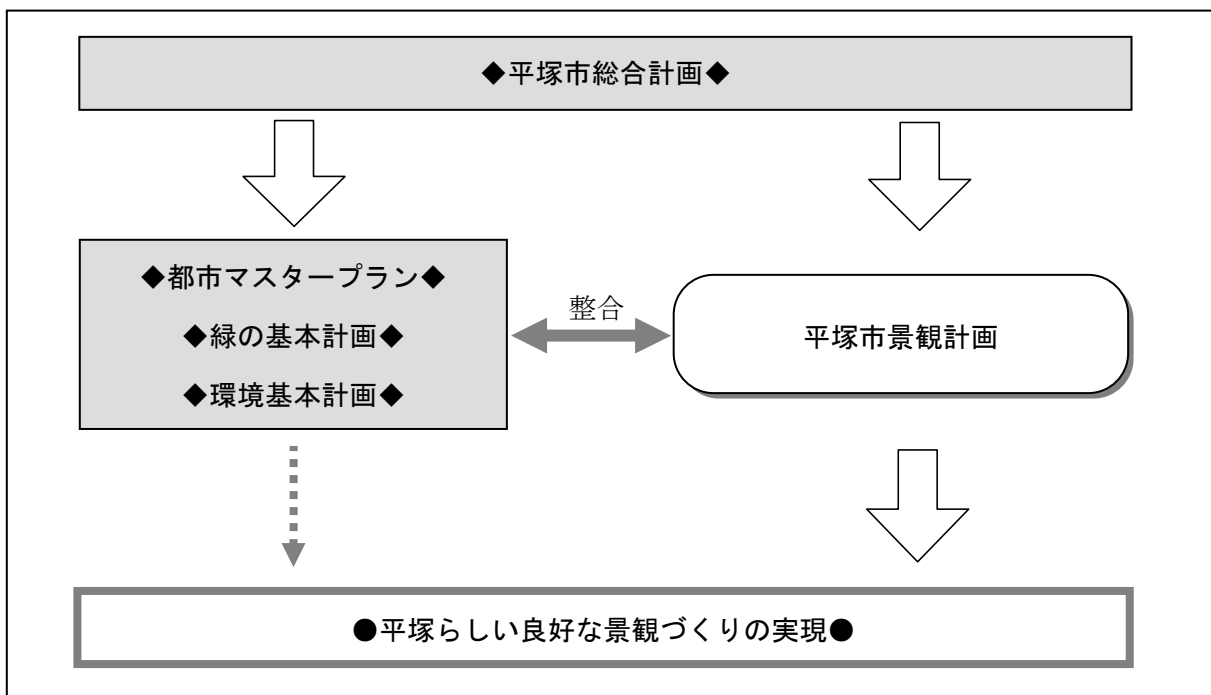 ◆平塚市総合計画◆
◆都市マスタープラン◆
◆緑の基本計画◆
◆環境基本計画◆
整合
平塚市景観計画
●平塚らしい良好な景観づくりの実現●